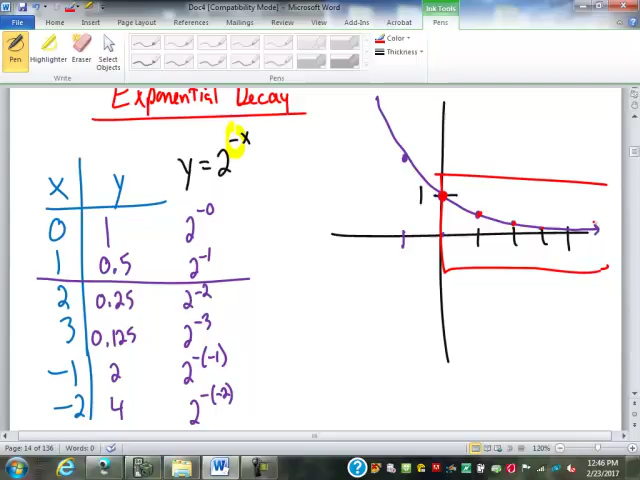 Doc4 [Compatibility Mode] - Microsoft Word
Ink Tools
File Home Insert Page Layout References Mailings Review View Add-Ins Acrobat Pens
Pen Highlighter Eraser Select Objects
Color
Thickness
Write
Pens
Exponential Decay
y = 2^{-x}
x y
0 1 2^{-0}
1 0.5 2^{-1}
2 0.25 2^{-2}
3 0.125 2^{-3}
-1 2 2^{-(-1)}
-2 4 2^{-(-2)}
1
Page: 14 of 136 Words: 0 120%
12:46 PM
2/23/2017